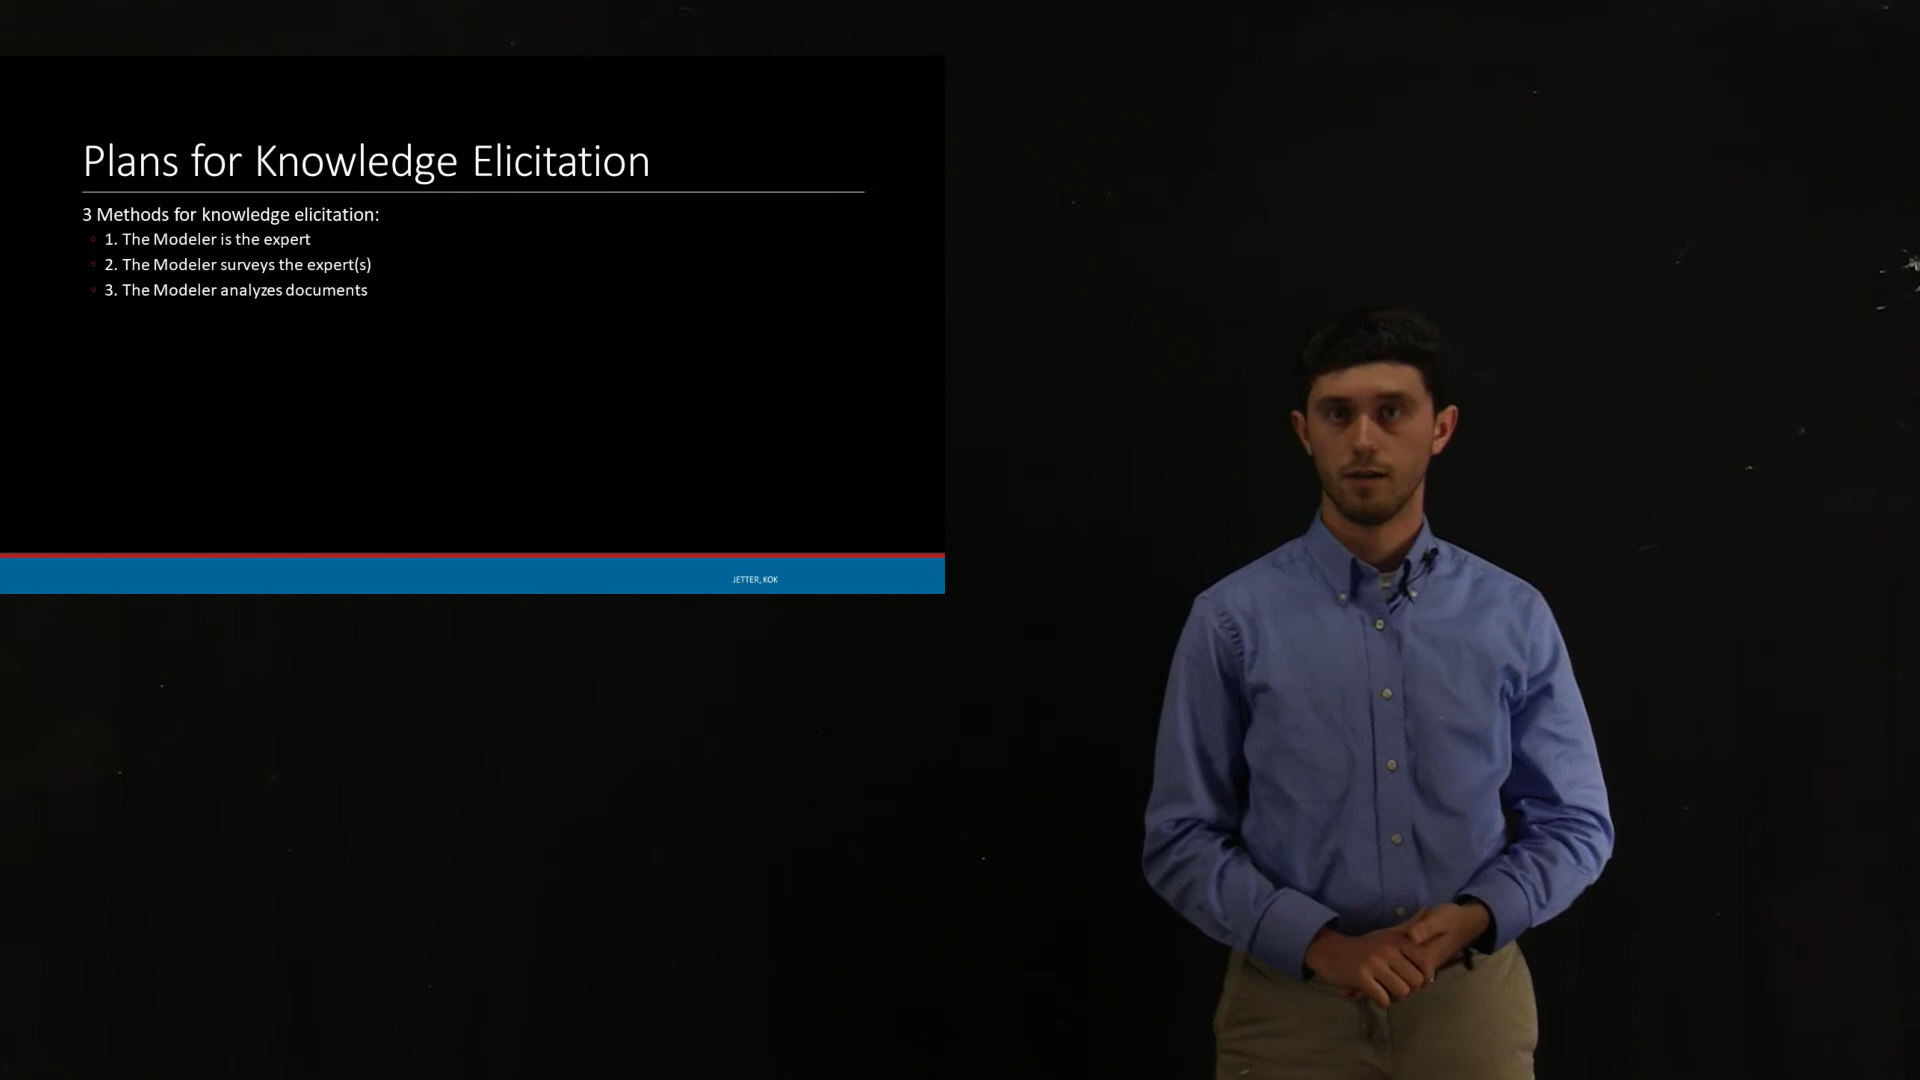 Plans for Knowledge Elicitation
3 Methods for knowledge elicitation:
1. The Modeler is the expert
2. The Modeler surveys the expert(s)
3. The Modeler analyzes documents
JETTER, KOK